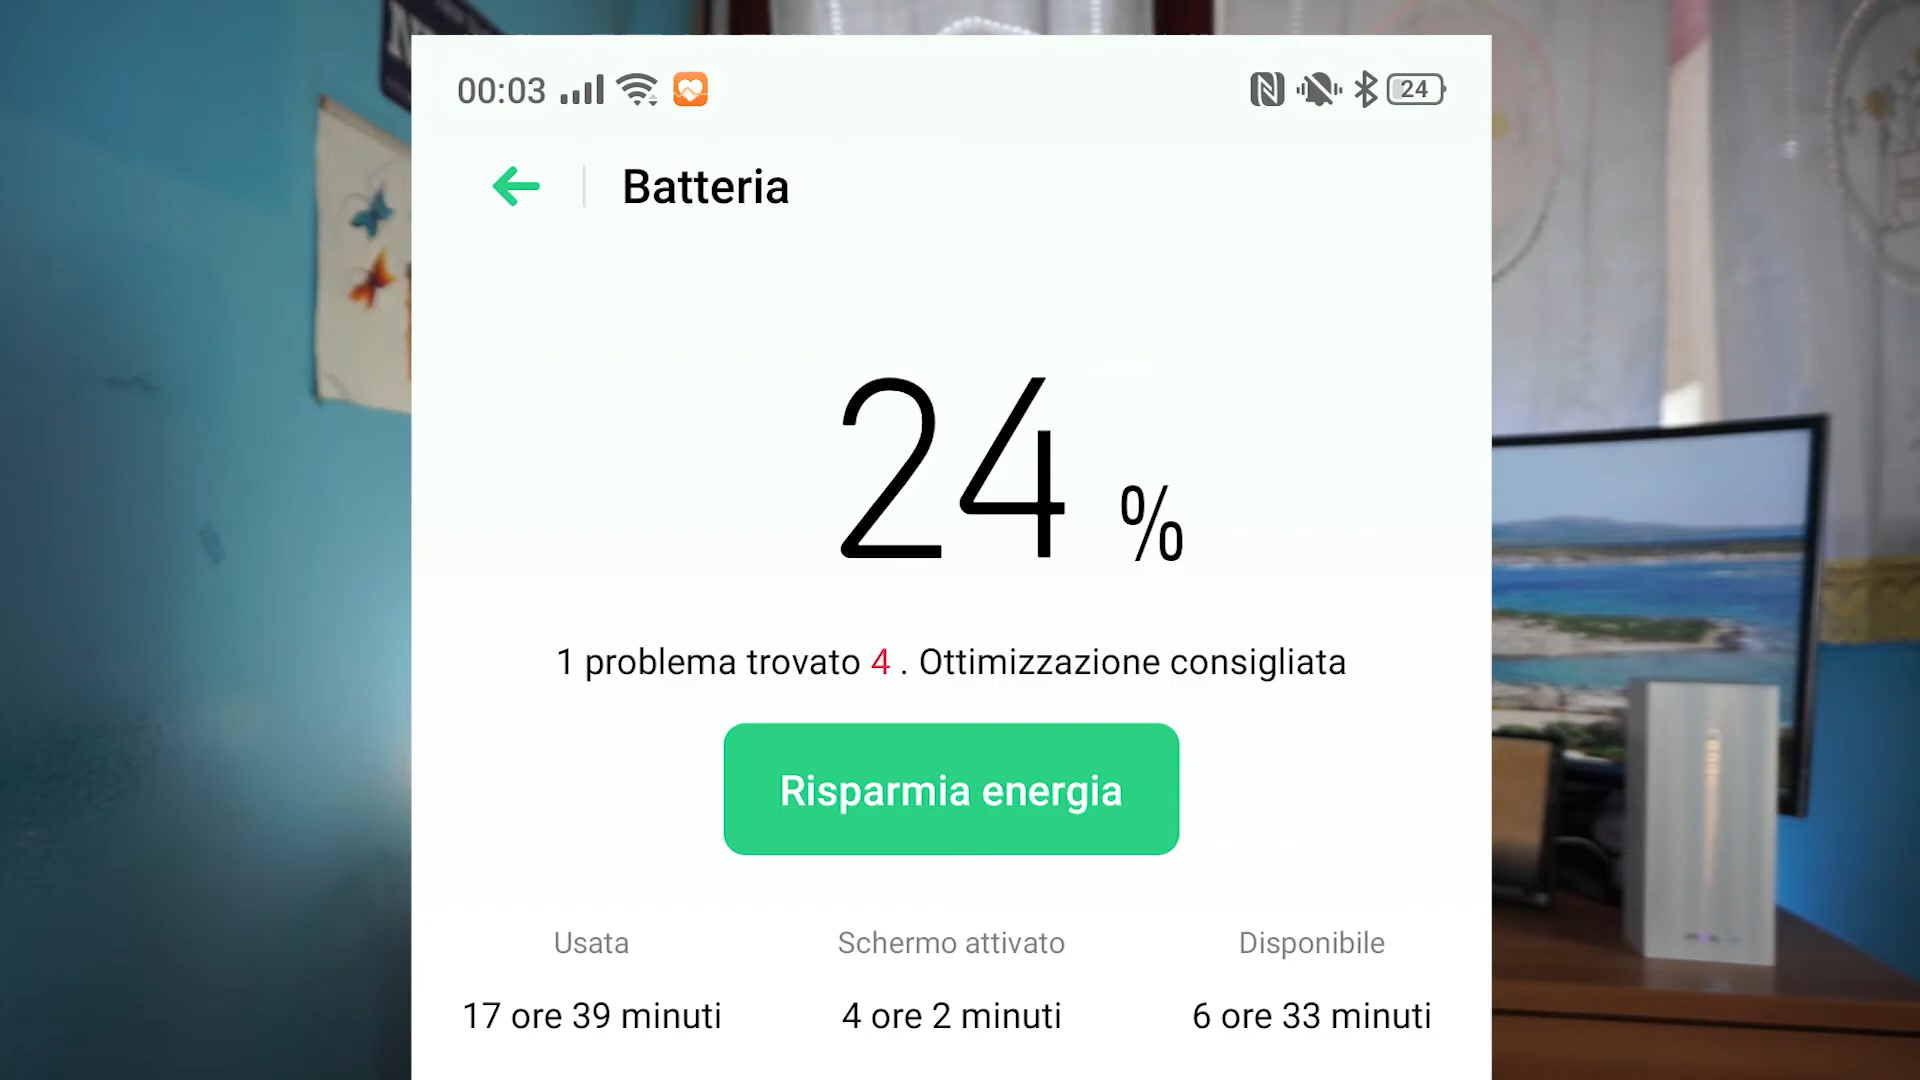 00:03
24
Batteria
24 %
1 problema trovato 4 . Ottimizzazione consigliata
Risparmia energia
Usata Schermo attivato Disponibile
17 ore 39 minuti 4 ore 2 minuti 6 ore 33 minuti